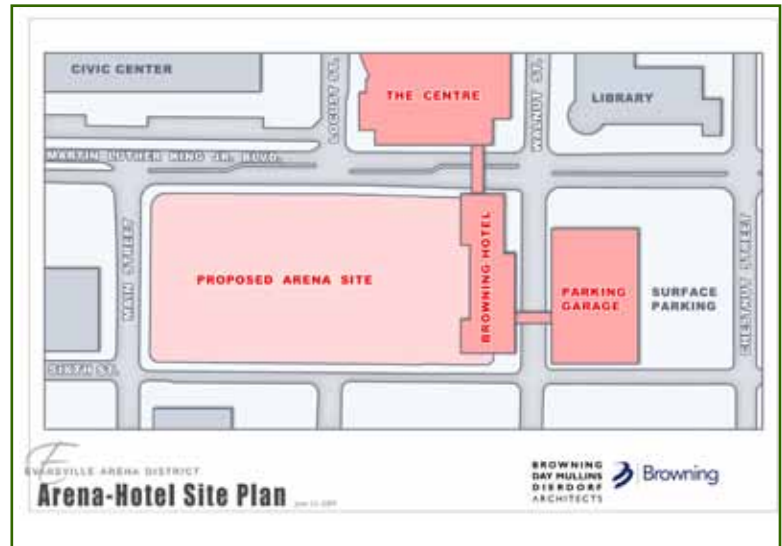 CIVIC CENTER
LOCUST ST.
THE CENTRE
WALNUT ST.
LIBRARY
MARTIN LUTHER KING JR. BLVD.
MAIN STREET
PROPOSED ARENA SITE
BROWNING HOTEL
PARKING
GARAGE
SURFACE
PARKING
CHESTNUT STREET
SIXTH ST.
E
EVANSVILLE ARENA DISTRICT
Arena-Hotel Site Plan
BROWNING
DAY MULLINS
DIERDORF
ARCHITECTS
Browning